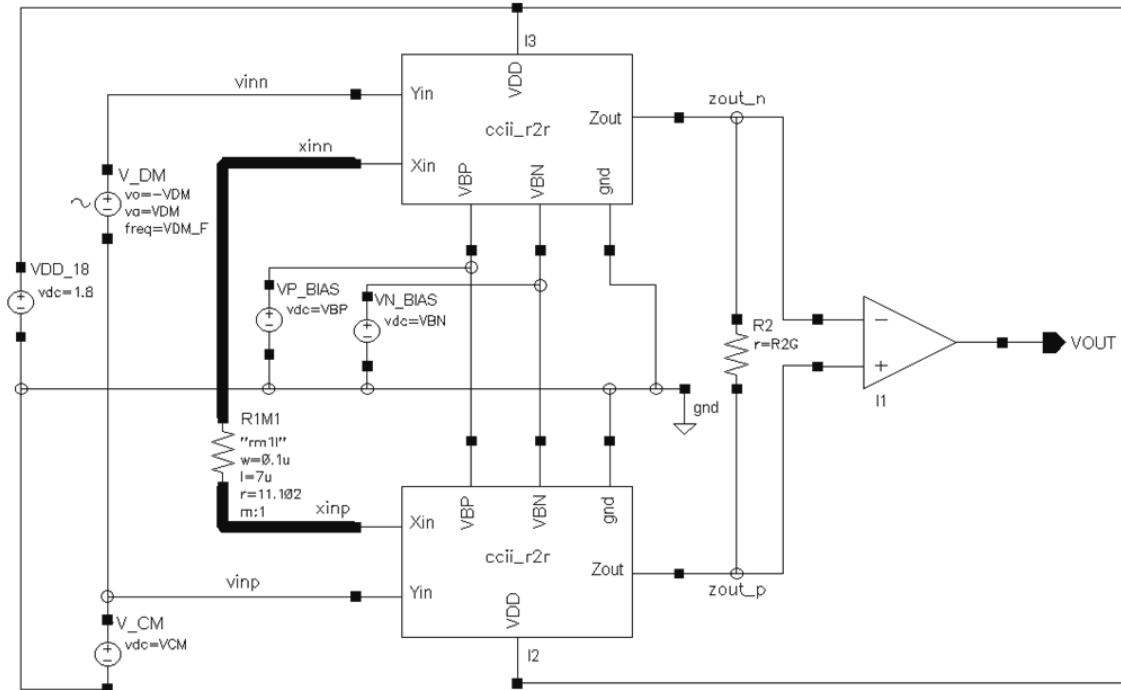 I3
vinn
Yin
VDD
zout_n
Zout
ccii_r2r
xinn
Xin
VBP
VBN
gnd
V_DM
vo=-VDM
va=VDM
freq=VDM_F
VDD_18
vdc=1.8
VP_BIAS
vdc=VBP
VN_BIAS
vdc=VBN
R2
r=R2G
VOUT
I1
gnd
R1M1
"rm1l"
w=0.1u
l=7u
r=11.102
m:1
xinp
Xin
VBP
VBN
gnd
ccii_r2r
Zout
zout_p
vinp
Yin
VDD
I2
V_CM
vdc=VCM